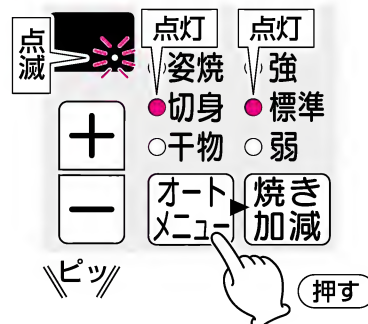 点滅
点灯
点灯
姿焼
強
切身
標準
干物
弱
+
−
オート
メニュー
焼き
加減
ピッ
押す